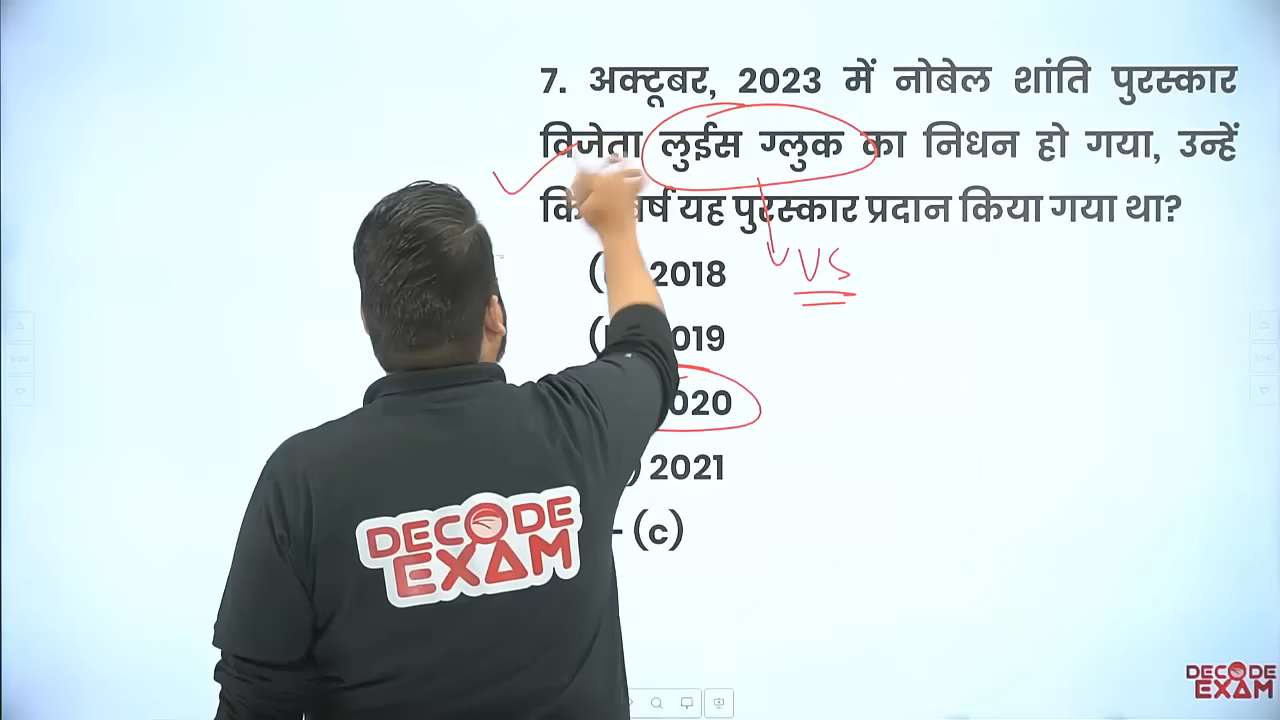 7. अक्टूबर, 2023 में नोबेल शांति पुरस्कार
विजेता लुईस ग्लुक का निधन हो गया, उन्हें
यह पुरस्कार प्रदान किया गया था?
2018
2019
2020
2021
(c)
VS
DECODE
EXAM
DECODE
EXAM